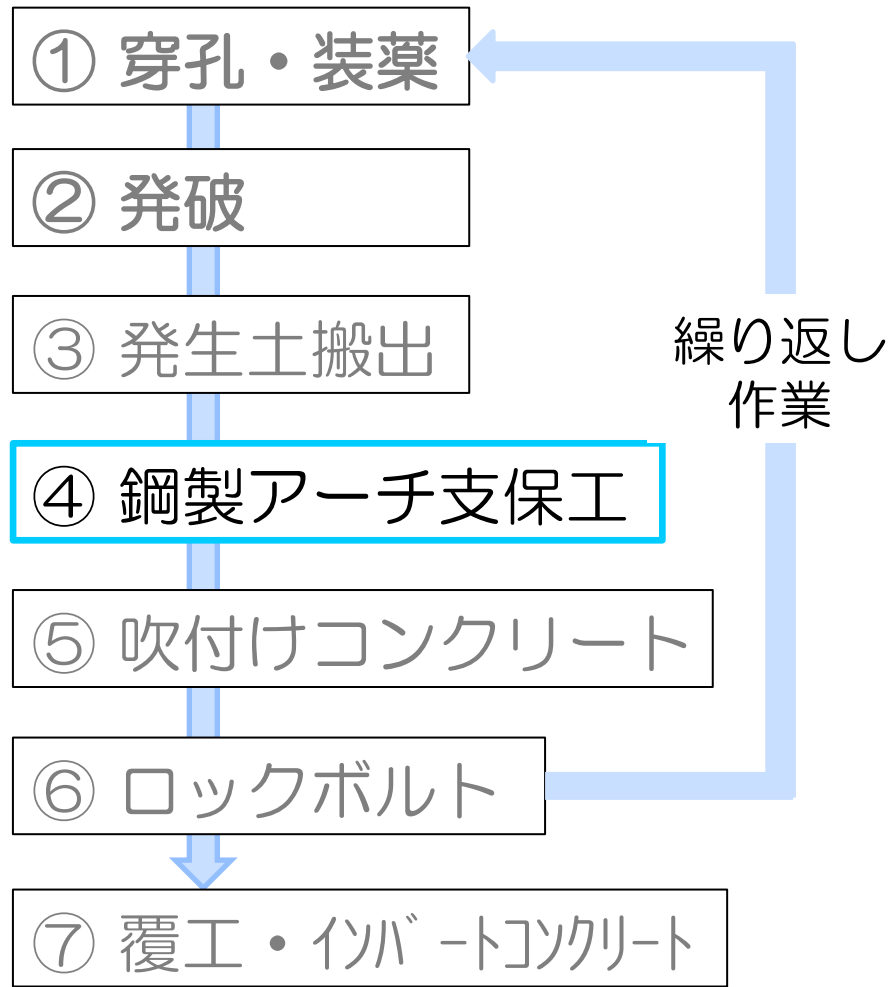 ① 穿孔・装薬
② 発破
③ 発生土搬出
繰り返し
作業
④ 鋼製アーチ支保工
⑤ 吹付けコンクリート
⑥ ロックボルト
⑦ 覆工・インバートコンクリート